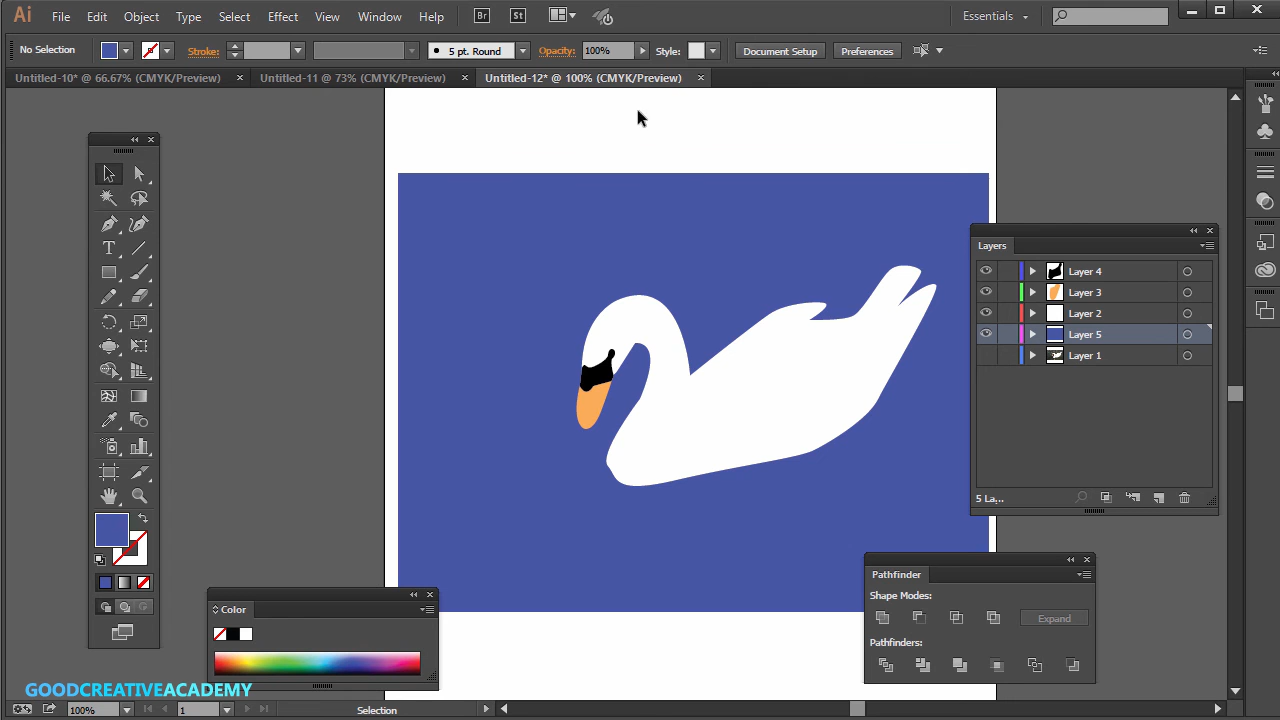 Ai File Edit Object Type Select Effect View Window Help Br St Essentials
No Selection Stroke: 5 pt. Round Opacity: 100% Style: Document Setup Preferences
Untitled-10* @ 66.67% (CMYK/Preview) Untitled-11 @ 73% (CMYK/Preview) Untitled-12* @ 100% (CMYK/Preview)
Layers
Layer 4
Layer 3
Layer 2
Layer 5
Layer 1
5 La...
Pathfinder
Shape Modes:
Expand
Pathfinders:
Color
GOODCREATIVEACADEMY
100% 1 Selection